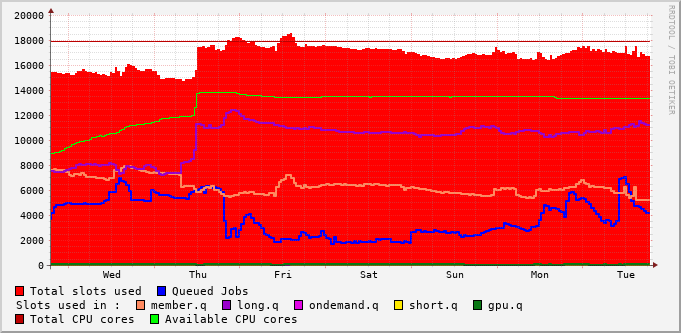 20000
18000
16000
14000
12000
10000
8000
6000
4000
2000
0
Wed Thu Fri Sat Sun Mon Tue
RRDTOOL / TOBI OETIKER
Total slots used Queued Jobs
Slots used in : member.q long.q ondemand.q short.q gpu.q
Total CPU cores Available CPU cores